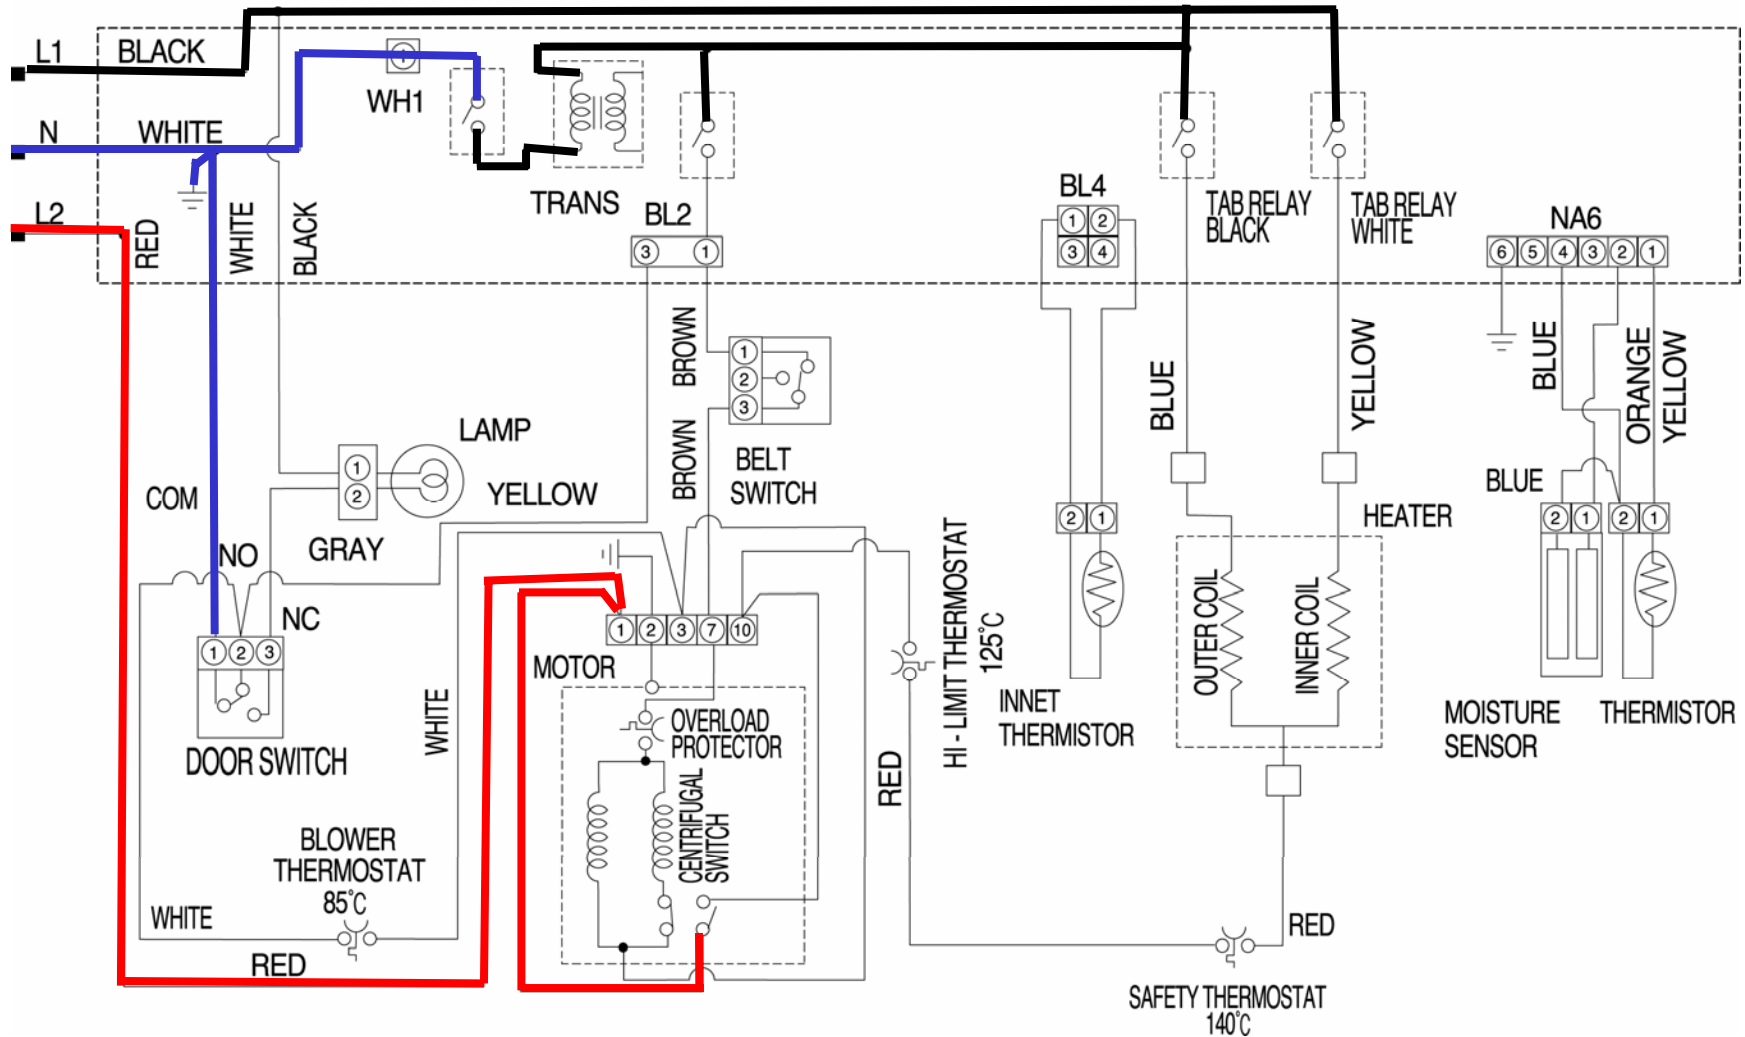 L1
BLACK
1
WH1
N
WHITE
L2
RED
WHITE
BLACK
TRANS
BL2
3 1
BL4
1 2
3 4
TAB RELAY
BLACK
TAB RELAY
WHITE
NA6
6 5 4 3 2 1
BROWN
1
2
3
BELT
SWITCH
BROWN
BLUE
YELLOW
BLUE
ORANGE
YELLOW
LAMP
1
2
GRAY
YELLOW
COM
NO
NC
1 2 3
DOOR SWITCH
BLUE
2 1
2 1
MOISTURE
SENSOR
THERMISTOR
2 1
INNET
THERMISTOR
HEATER
OUTER COIL
INNER COIL
HI - LIMIT THERMOSTAT
125°C
1 2 3 7 10
MOTOR
OVERLOAD
PROTECTOR
CENTRIFUGAL
SWITCH
WHITE
RED
BLOWER
THERMOSTAT
85°C
WHITE
RED
RED
SAFETY THERMOSTAT
140°C